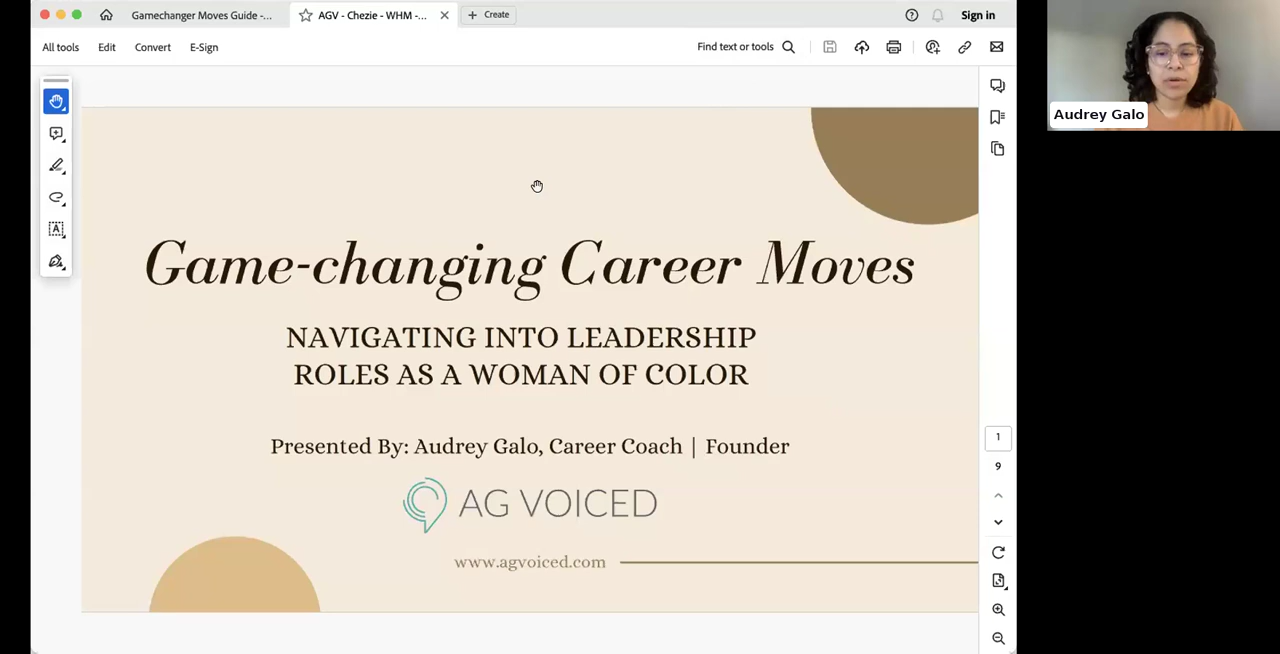 Gamechanger Moves Guide -...
AGV - Chezie - WHM -...
Create
Sign in
All tools
Edit
Convert
E-Sign
Find text or tools
Audrey Galo
Game-changing Career Moves
NAVIGATING INTO LEADERSHIP
ROLES AS A WOMAN OF COLOR
Presented By: Audrey Galo, Career Coach | Founder
AG VOICED
www.agvoiced.com
1
9